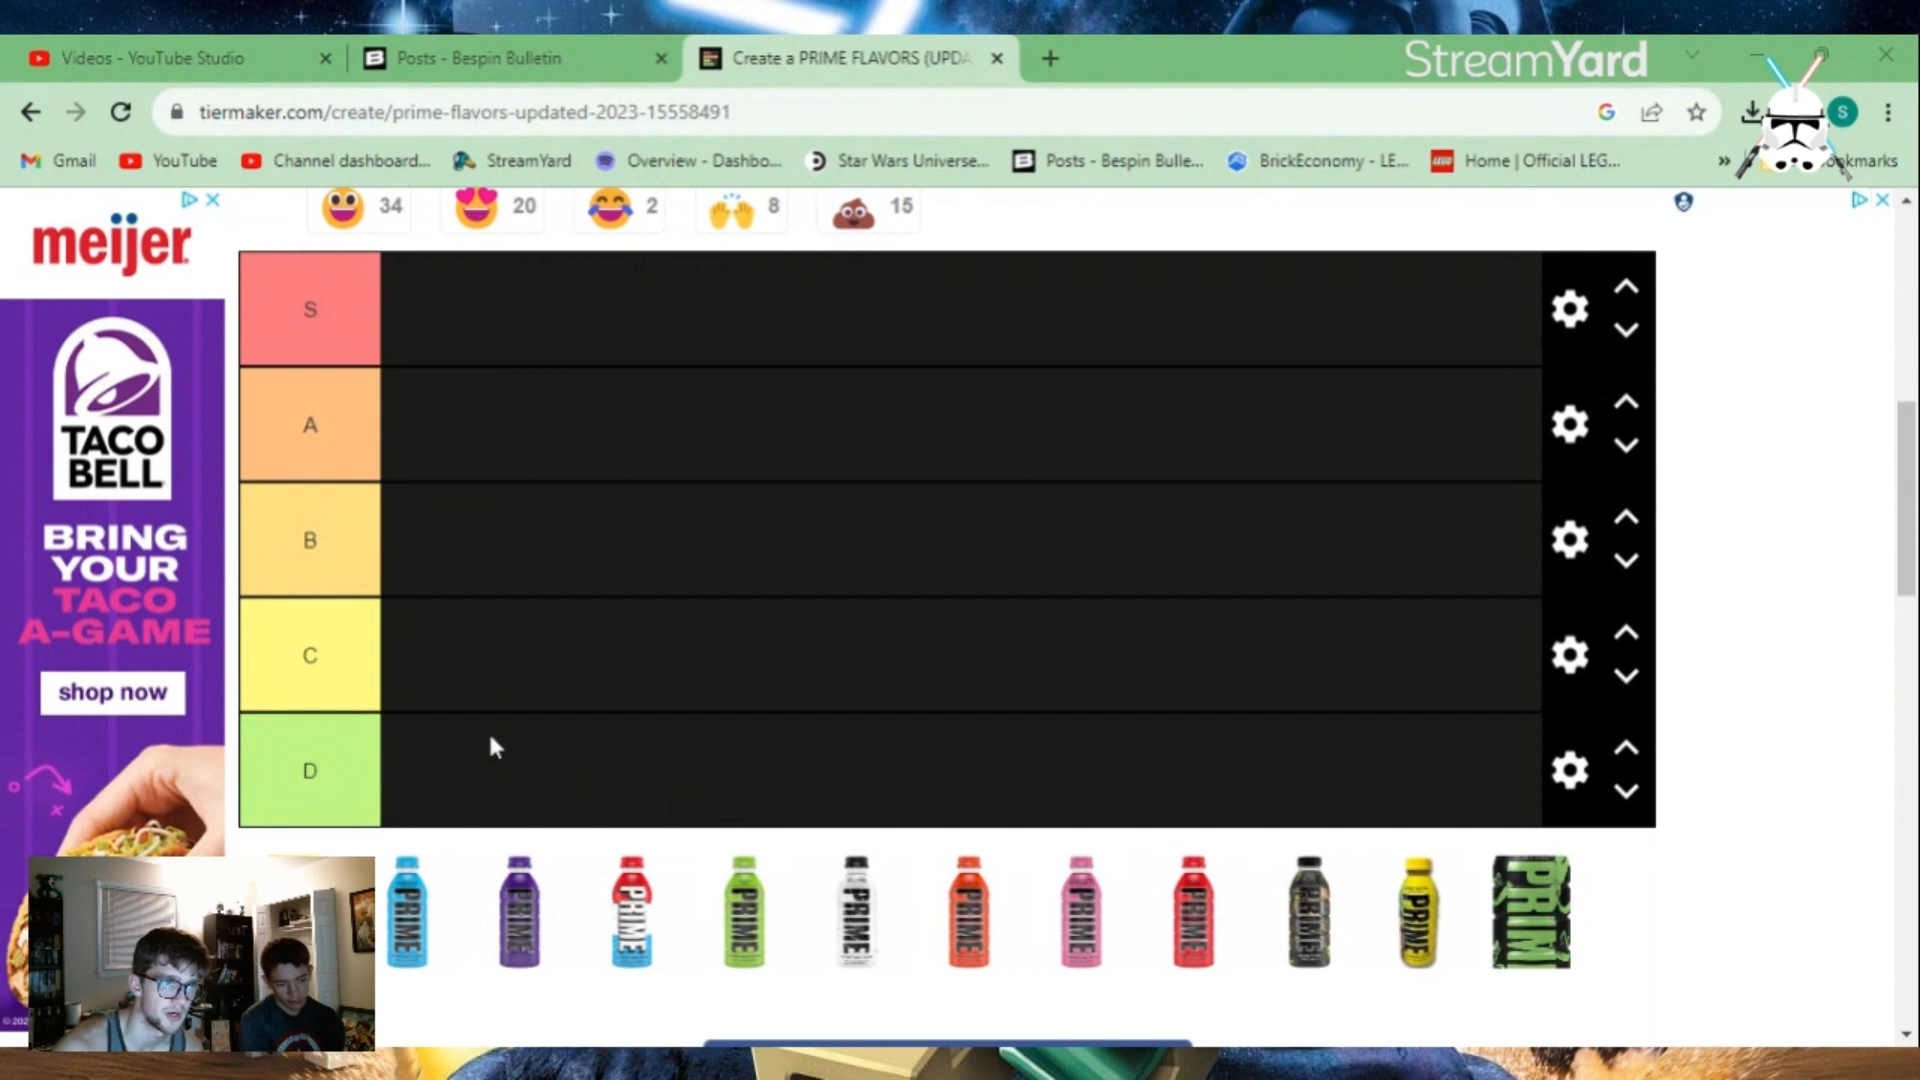 Videos - YouTube Studio
Posts - Bespin Bulletin
Create a PRIME FLAVORS (UPDA
StreamYard
tiermaker.com/create/prime-flavors-updated-2023-15558491
S
Gmail
YouTube
Channel dashboard...
StreamYard
Overview - Dashbo...
Star Wars Universe...
Posts - Bespin Bulle...
BrickEconomy - LE...
Home | Official LEG...
»
okmarks
34
20
2
8
15
meijer
TACO
BELL
BRING
YOUR
TACO
A-GAME
shop now
S
A
B
C
D
PRIME
PRIME
PRIME
PRIME
PRIME
PRIME
PRIME
PRIME
PRIME
PRIME
PRIME